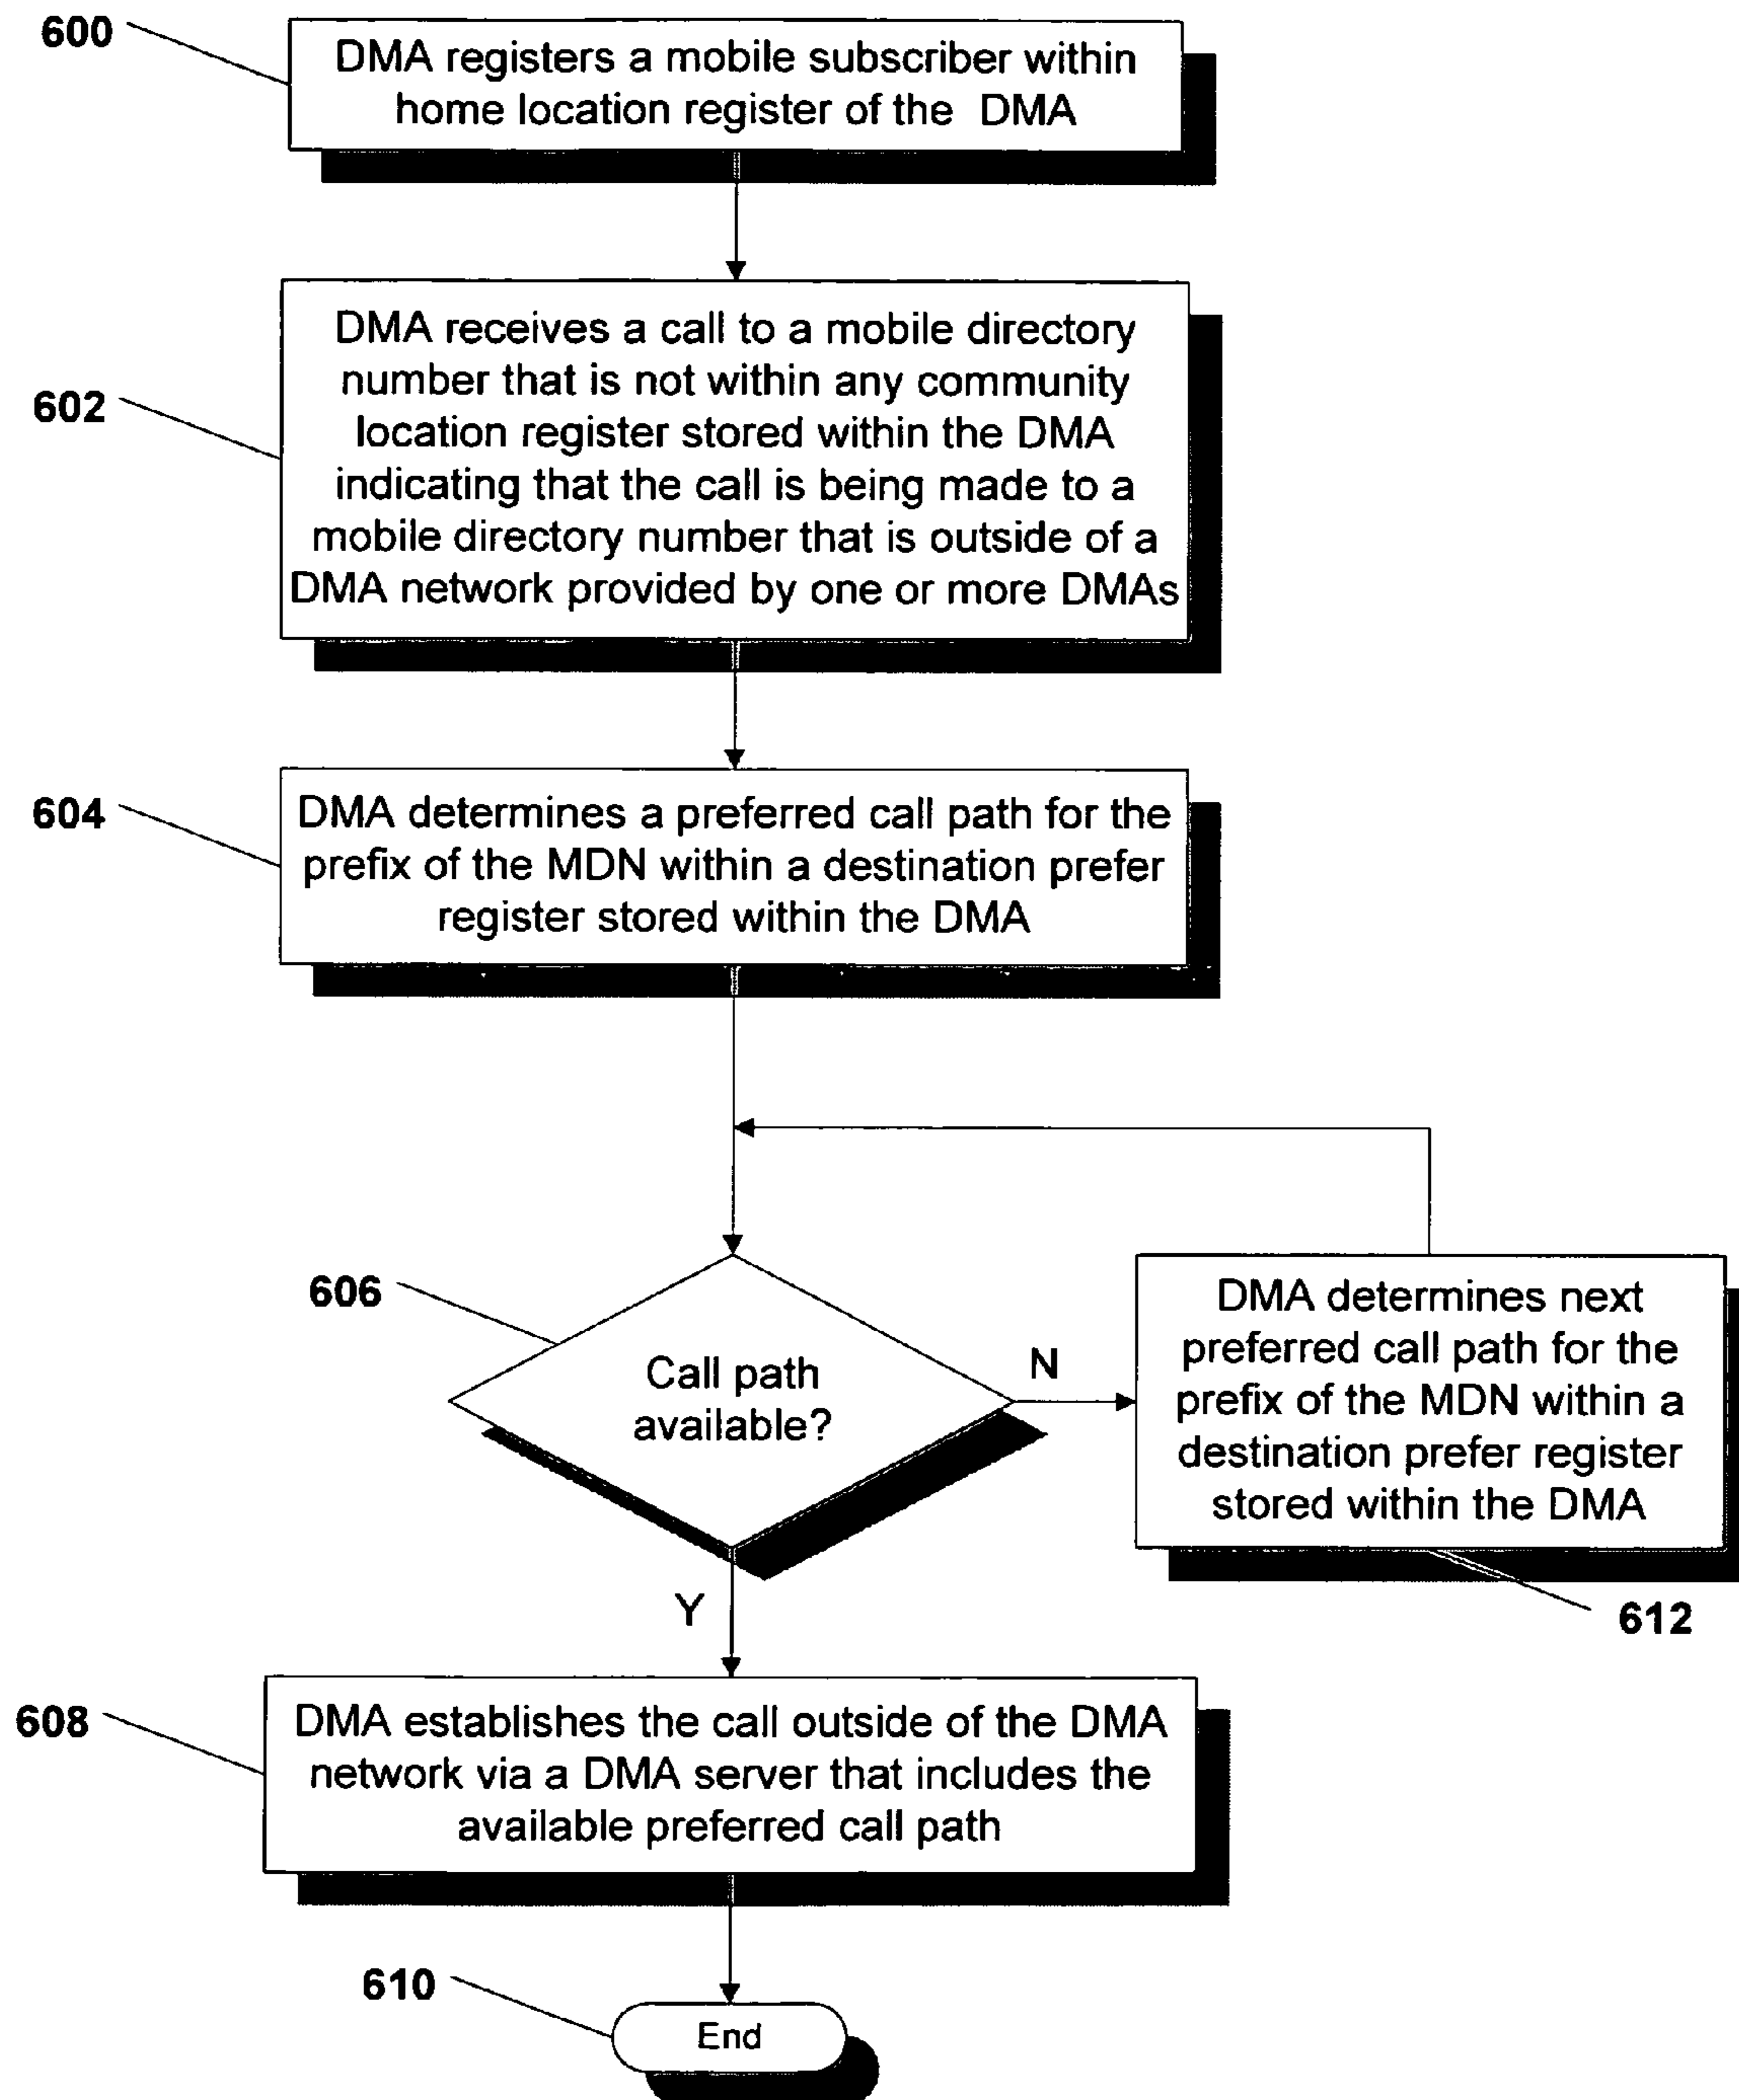 600
DMA registers a mobile subscriber within
home location register of the DMA
602
DMA receives a call to a mobile directory
number that is not within any community
location register stored within the DMA
indicating that the call is being made to a
mobile directory number that is outside of a
DMA network provided by one or more DMAs
604
DMA determines a preferred call path for the
prefix of the MDN within a destination prefer
register stored within the DMA
606
Call path
available?
N
DMA determines next
preferred call path for the
prefix of the MDN within a
destination prefer register
stored within the DMA
612
Y
608
DMA establishes the call outside of the DMA
network via a DMA server that includes the
available preferred call path
610
End